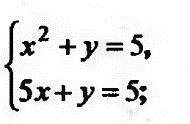 x² + y = 5,
5x + y = 5;